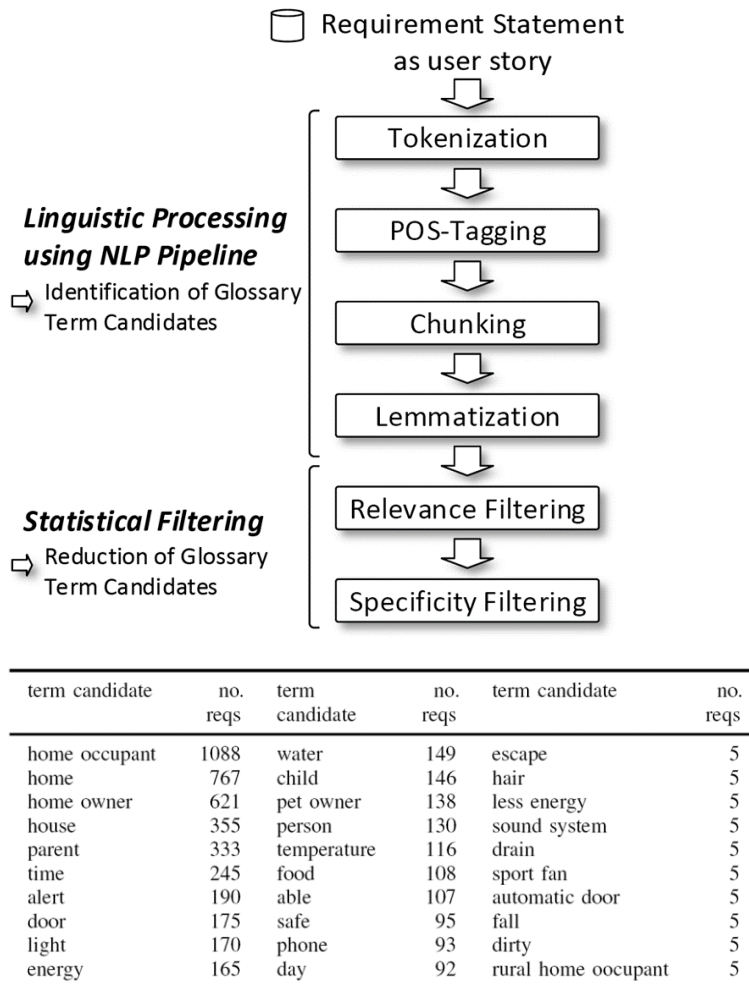 Requirement Statement
as user story
Tokenization
Linguistic Processing
using NLP Pipeline
Identification of Glossary
Term Candidates
POS-Tagging
Chunking
Lemmatization
Statistical Filtering
Reduction of Glossary
Term Candidates
Relevance Filtering
Specificity Filtering
term candidate no. term no. term candidate no.
reqs candidate reqs reqs
home occupant 1088 water 149 escape 5
home 767 child 146 hair 5
home owner 621 pet owner 138 less energy 5
house 355 person 130 sound system 5
parent 333 temperature 116 drain 5
time 245 food 108 sport fan 5
alert 190 able 107 automatic door 5
door 175 safe 95 fall 5
light 170 phone 93 dirty 5
energy 165 day 92 rural home oocupant 5